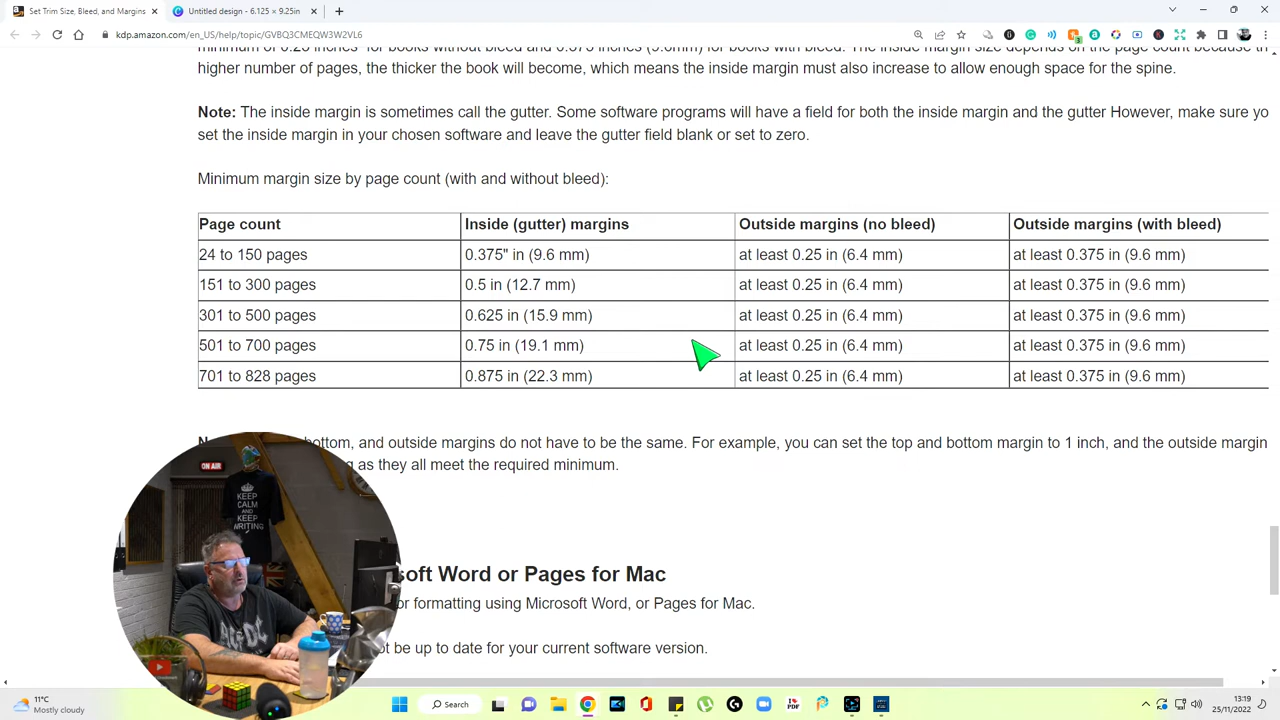 Set Trim Size, Bleed, and Margins
Untitled design - 6.125 × 9.25in
kdp.amazon.com/en_US/help/topic/GVBQ3CMEQW3W2VL6
higher number of pages, the thicker the book will become, which means the inside margin must also increase to allow enough space for the spine.
Note: The inside margin is sometimes call the gutter. Some software programs will have a field for both the inside margin and the gutter However, make sure yo
set the inside margin in your chosen software and leave the gutter field blank or set to zero.
Minimum margin size by page count (with and without bleed):
Page count Inside (gutter) margins Outside margins (no bleed) Outside margins (with bleed)
24 to 150 pages 0.375" in (9.6 mm) at least 0.25 in (6.4 mm) at least 0.375 in (9.6 mm)
151 to 300 pages 0.5 in (12.7 mm) at least 0.25 in (6.4 mm) at least 0.375 in (9.6 mm)
301 to 500 pages 0.625 in (15.9 mm) at least 0.25 in (6.4 mm) at least 0.375 in (9.6 mm)
501 to 700 pages 0.75 in (19.1 mm) at least 0.25 in (6.4 mm) at least 0.375 in (9.6 mm)
701 to 828 pages 0.875 in (22.3 mm) at least 0.25 in (6.4 mm) at least 0.375 in (9.6 mm)
bottom, and outside margins do not have to be the same. For example, you can set the top and bottom margin to 1 inch, and the outside margin
as they all meet the required minimum.
ON AIR
KEEP
CALM
AND
KEEP
WRITING
soft Word or Pages for Mac
or formatting using Microsoft Word, or Pages for Mac.
ot be up to date for your current software version.
11°C
Mostly cloudy
Search
13:19
25/11/2022